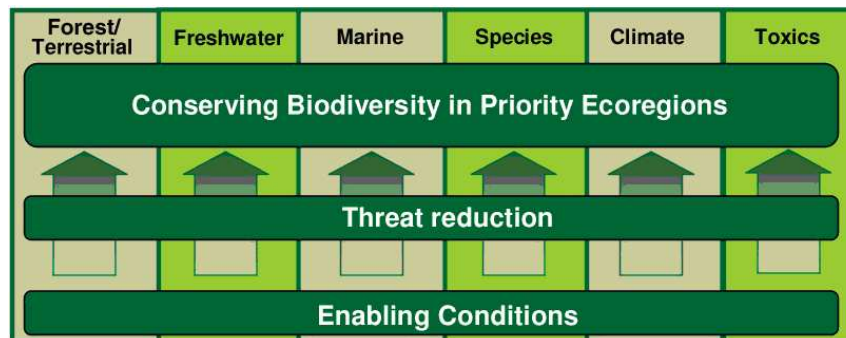 Forest/
Terrestrial
Freshwater
Marine
Species
Climate
Toxics
Conserving Biodiversity in Priority Ecoregions
Threat reduction
Enabling Conditions